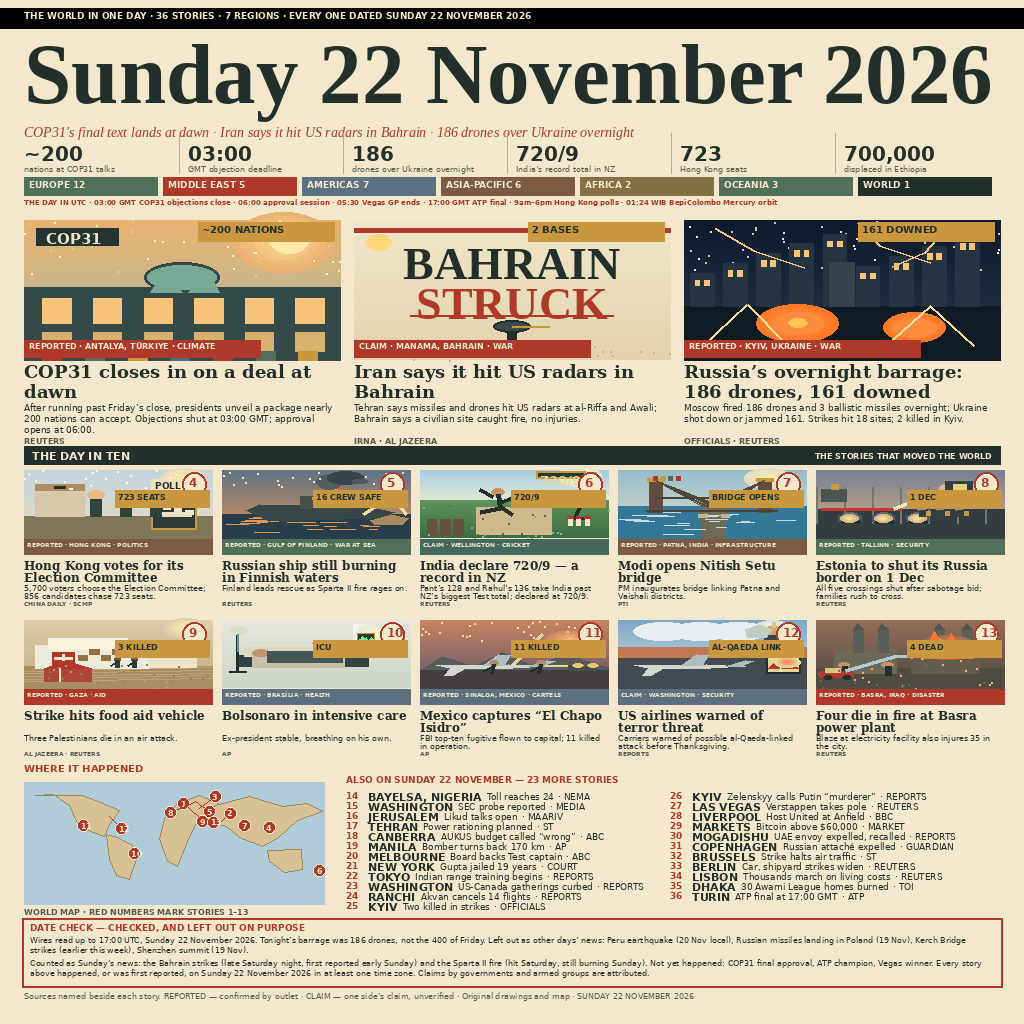 THE WORLD IN ONE DAY · 36 STORIES · 7 REGIONS · EVERY ONE DATED SUNDAY 22 NOVEMBER 2026
Sunday 22 November 2026
COP31's final text lands at dawn · Iran says it hit US radars in Bahrain · 186 drones over Ukraine overnight
~200
nations at COP31 talks
03:00
GMT objection deadline
186
drones over Ukraine overnight
720/9
India's record total in NZ
723
Hong Kong seats
700,000
displaced in Ethiopia
EUROPE 12
MIDDLE EAST 5
AMERICAS 7
ASIA-PACIFIC 6
AFRICA 2
OCEANIA 3
WORLD 1
THE DAY IN UTC · 03:00 GMT COP31 objections close · 06:00 approval session · 05:30 Vegas GP ends · 17:00 GMT ATP final · 9am–6pm Hong Kong polls · 01:24 WIB BepiColombo Mercury orbit
COP31
~200 NATIONS
REPORTED · ANTALYA, TÜRKIYE · CLIMATE
COP31 closes in on a deal at
dawn
After running past Friday's close, presidents unveil a package nearly
200 nations can accept. Objections shut at 03:00 GMT; approval
opens at 06:00.
REUTERS
2 BASES
BAHRAIN
STRUCK
CLAIM · MANAMA, BAHRAIN · WAR
Iran says it hit US radars in
Bahrain
Tehran says missiles and drones hit US radars at al-Riffa and Awali;
Bahrain says a civilian site caught fire, no injuries.
IRNA · AL JAZEERA
161 DOWNED
REPORTED · KYIV, UKRAINE · WAR
Russia’s overnight barrage:
186 drones, 161 downed
Moscow fired 186 drones and 3 ballistic missiles overnight; Ukraine
shot down or jammed 161. Strikes hit 18 sites; 2 killed in Kyiv.
OFFICIALS · REUTERS
THE DAY IN TEN
THE STORIES THAT MOVED THE WORLD
POLL
4
723 SEATS
REPORTED · HONG KONG · POLITICS
Hong Kong votes for its
Election Committee
5,700 voters choose the Election Committee;
856 candidates chase 723 seats.
CHINA DAILY · SCMP
5
16 CREW SAFE
REPORTED · GULF OF FINLAND · WAR AT SEA
Russian ship still burning
in Finnish waters
Finland leads rescue as Sparta II fire rages on.
REUTERS
6
720/9
CLAIM · WELLINGTON · CRICKET
India declare 720/9 — a
record in NZ
Pant’s 128 and Rahul’s 136 take India past
NZ’s biggest Test total; declared at 720/9.
REUTERS
7
BRIDGE OPENS
REPORTED · PATNA, INDIA · INFRASTRUCTURE
Modi opens Nitish Setu
bridge
PM inaugurates bridge linking Patna and
Vaishali districts.
PTI
8
1 DEC
REPORTED · TALLINN · SECURITY
Estonia to shut its Russia
border on 1 Dec
All five crossings shut after sabotage bid;
families rush to cross.
REUTERS
9
3 KILLED
REPORTED · GAZA · AID
Strike hits food aid vehicle
Three Palestinians die in an air attack.
AL JAZEERA · REUTERS
10
ICU
REPORTED · BRASÍLIA · HEALTH
Bolsonaro in intensive care
Ex-president stable, breathing on his own.
AP
11
11 KILLED
REPORTED · SINALOA, MEXICO · CARTELS
Mexico captures “El Chapo
Isidro”
FBI top-ten fugitive flown to capital; 11 killed
in operation.
AP
12
AL-QAEDA LINK
CLAIM · WASHINGTON · SECURITY
US airlines warned of
terror threat
Carriers warned of possible al-Qaeda-linked
attack before Thanksgiving.
REPORTS
13
4 DEAD
REPORTED · BASRA, IRAQ · DISASTER
Four die in fire at Basra
power plant
Blaze at electricity facility also injures 35 in
the city.
REUTERS
WHERE IT HAPPENED
3
8
5
9
2
7
4
6
WORLD MAP · RED NUMBERS MARK STORIES 1–13
ALSO ON SUNDAY 22 NOVEMBER — 23 MORE STORIES
14 BAYELSA, NIGERIA Toll reaches 24 · NEMA
15 WASHINGTON SEC probe reported · MEDIA
16 JERUSALEM Likud talks open · MAARIV
17 TEHRAN Power rationing planned · ST
18 CANBERRA AUKUS budget called “wrong” · ABC
19 MANILA Bomber turns back 170 km · AP
20 MELBOURNE Board backs Test captain · ABC
21 NEW YORK Gupta jailed 19 years · COURT
22 TOKYO Indian range training begins · REPORTS
23 WASHINGTON US-Canada gatherings curbed · REPORTS
24 RANCHI Akvan cancels 14 flights · REPORTS
25 KYIV Two killed in strikes · OFFICIALS
26 KYIV Zelenskyy calls Putin “murderer” · REPORTS
27 LAS VEGAS Verstappen takes pole · REUTERS
28 LIVERPOOL Host United at Anfield · BBC
29 MARKETS Bitcoin above $60,000 · MARKET
30 MOGADISHU UAE envoy expelled, recalled · REPORTS
31 COPENHAGEN Russian attaché expelled · GUARDIAN
32 BRUSSELS Strike halts air traffic · ST
33 BERLIN Car, shipyard strikes widen · REUTERS
34 LISBON Thousands march on living costs · REUTERS
35 DHAKA 30 Awami League homes burned · TOI
36 TURIN ATP final at 17:00 GMT · ATP
DATE CHECK — CHECKED, AND LEFT OUT ON PURPOSE
Wires read up to 17:00 UTC, Sunday 22 November 2026. Tonight’s barrage was 186 drones, not the 400 of Friday. Left out as other days’ news: Peru earthquake (20 Nov local), Russian missiles landing in Poland (19 Nov), Kerch Bridge
strikes (earlier this week), Shenzhen summit (19 Nov).
Counted as Sunday’s news: the Bahrain strikes (late Saturday night, first reported early Sunday) and the Sparta II fire (hit Saturday, still burning Sunday). Not yet happened: COP31 final approval, ATP champion, Vegas winner. Every story
above happened, or was first reported, on Sunday 22 November 2026 in at least one time zone. Claims by governments and armed groups are attributed.
Sources named beside each story. REPORTED — confirmed by outlet · CLAIM — one side’s claim, unverified · Original drawings and map · SUNDAY 22 NOVEMBER 2026